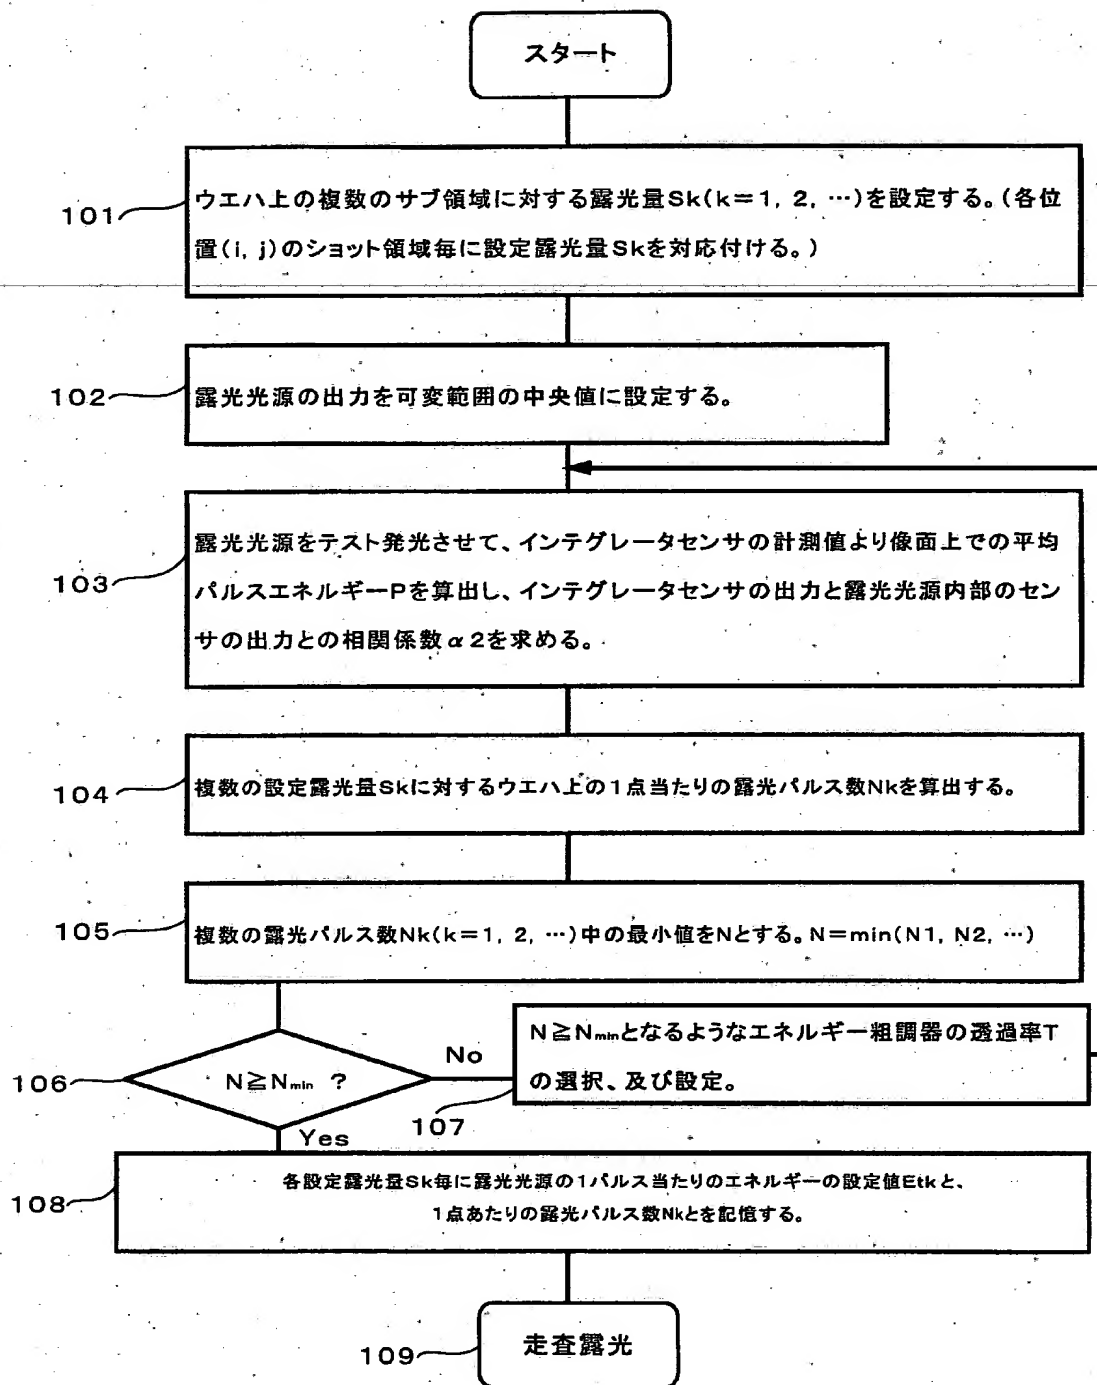 スタート
101
ウエハ上の複数のサブ領域に対する露光量Sk(k=1, 2, …)を設定する。(各位
置(i, j)のショット領域毎に設定露光量Skを対応付ける。)
102
露光光源の出力を可変範囲の中央値に設定する。
103
露光光源をテスト発光させて、インテグレータセンサの計測値より像面上での平均
パルスエネルギーPを算出し、インテグレータセンサの出力と露光光源内部のセン
サの出力との相関係数α2を求める。
104
複数の設定露光量Skに対するウエハ上の1点当たりの露光パルス数Nkを算出する。
105
複数の露光パルス数Nk(k=1, 2, …)中の最小値をNとする。N=min(N1, N2, …)
106
N≧Nmin ?
No
107
N≧Nminとなるようなエネルギー粗調器の透過率T
の選択、及び設定。
Yes
108
各設定露光量Sk毎に露光光源の1パルス当たりのエネルギーの設定値Etkと、
1点あたりの露光パルス数Nkとを記憶する。
109
走査露光